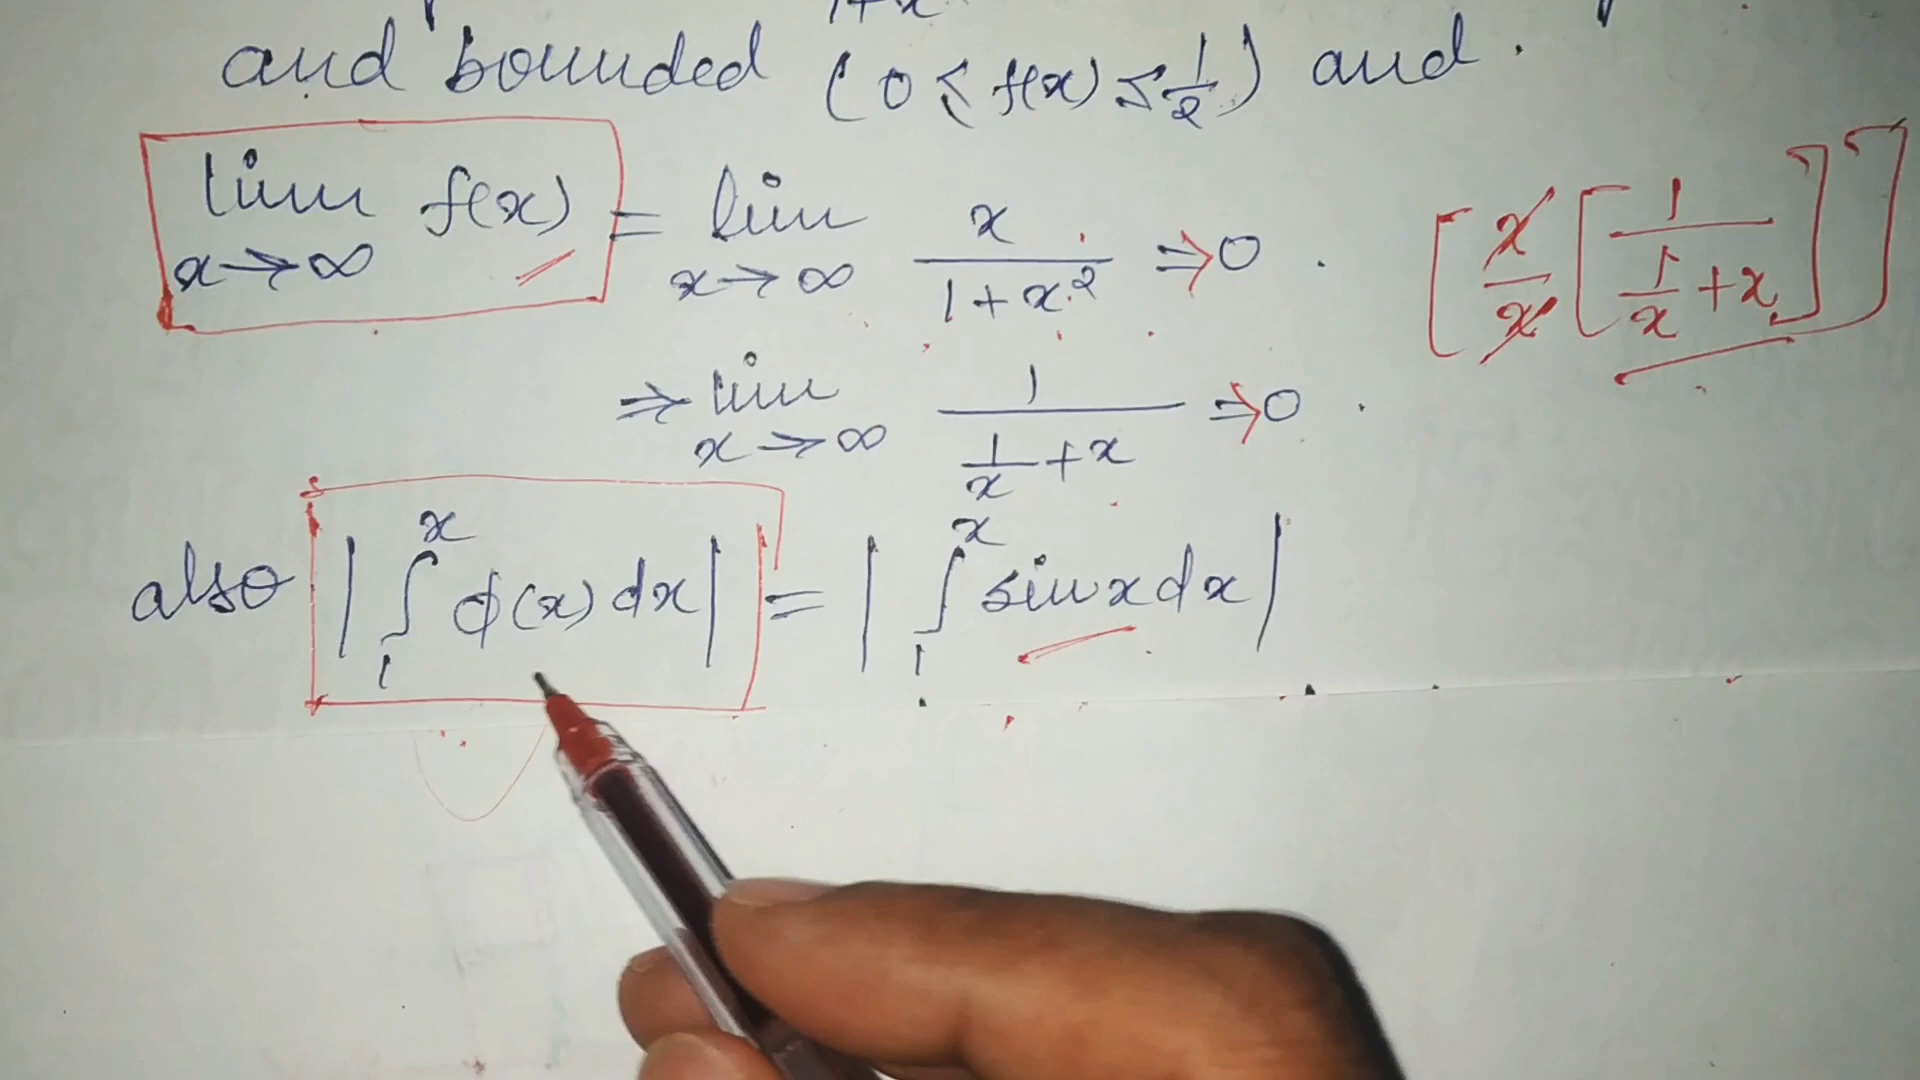 1+x
and bounded (0 ≤ f(x) ≤ 1/2) and.
lim x→∞ f(x) = lim x→∞ x/(1+x²) ⇒ 0 . [x/x [1/(1/x + x)]]
⇒ lim x→∞ 1/(1/x + x) ⇒ 0 .
also |∫₁ˣ φ(x) dx| = |∫₁ˣ sin x dx|